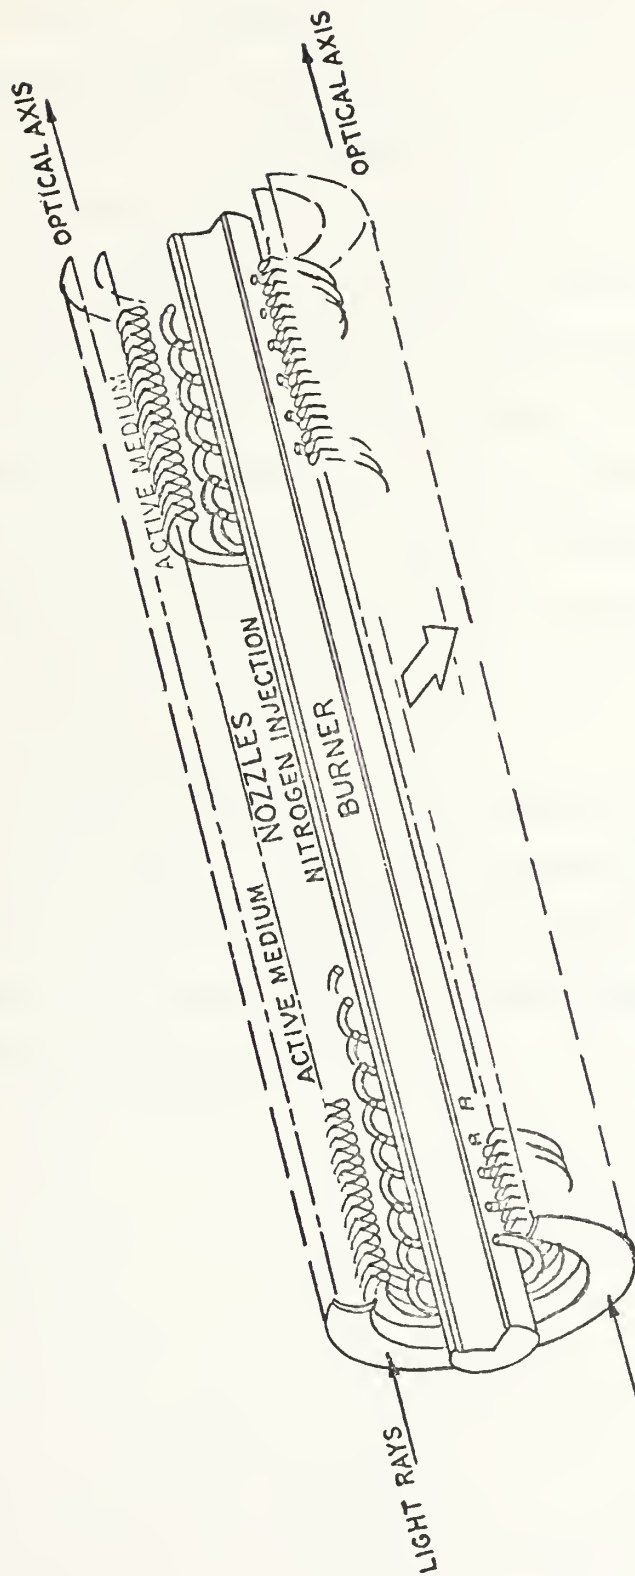 OPTICAL AXIS
OPTICAL AXIS
ACTIVE MEDIUM
ACTIVE MEDIUM
NOZZLES
NITROGEN INJECTION
BURNER
LIGHT RAYS